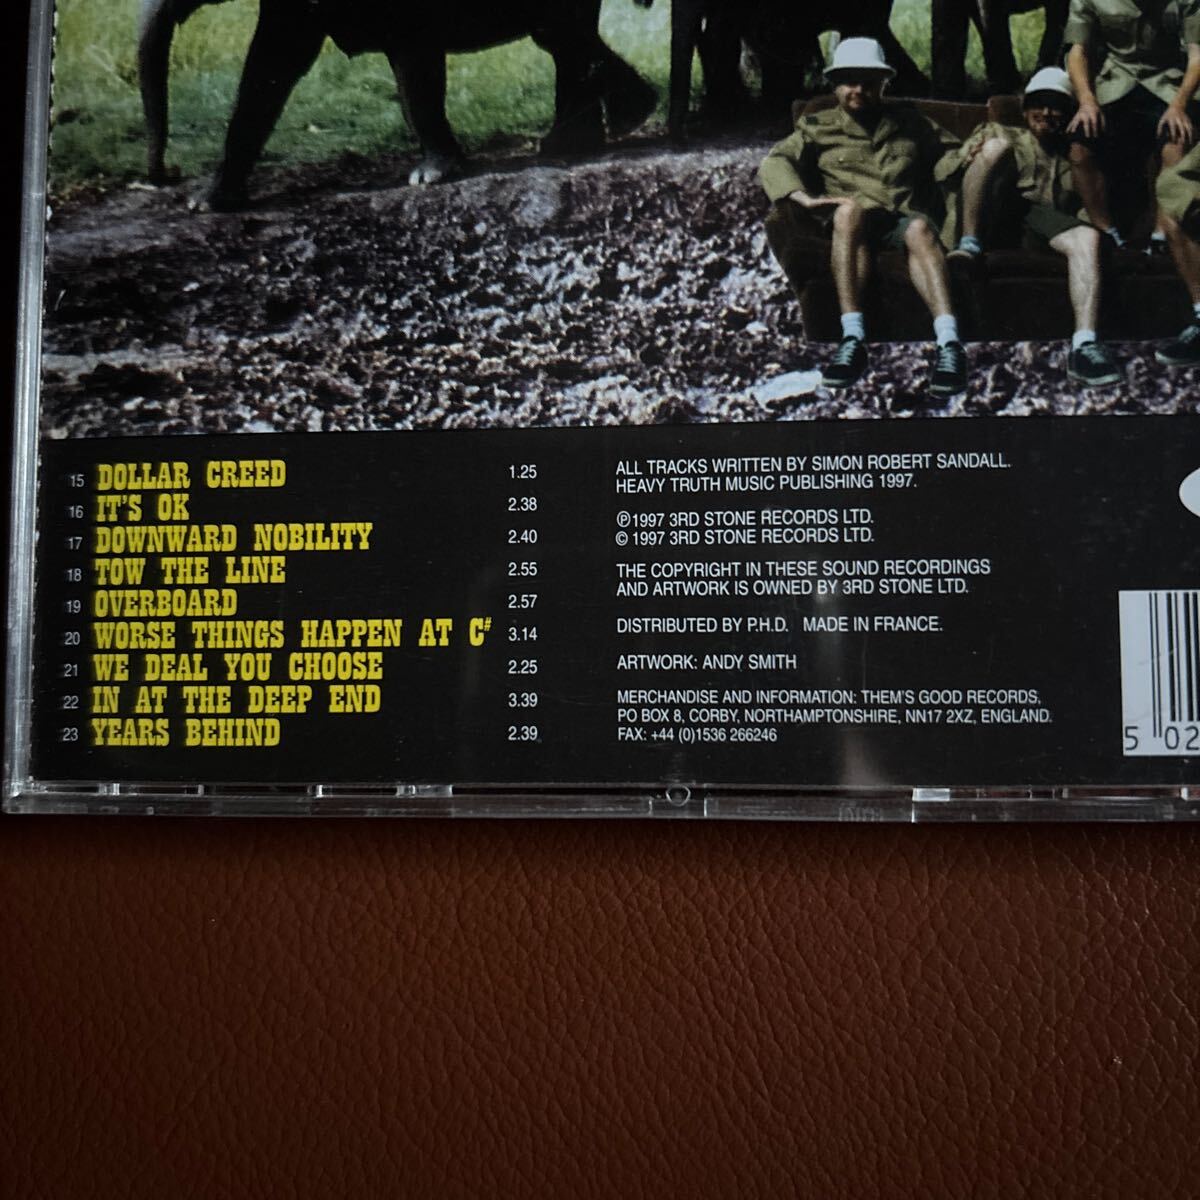 15 DOLLAR CREED 1.25
16 IT'S OK 2.38
17 DOWNWARD NOBILITY 2.40
18 TOW THE LINE 2.55
19 OVERBOARD 2.57
20 WORSE THINGS HAPPEN AT C# 3.14
21 WE DEAL YOU CHOOSE 2.25
22 IN AT THE DEEP END 3.39
23 YEARS BEHIND 2.39
ALL TRACKS WRITTEN BY SIMON ROBERT SANDALL.
HEAVY TRUTH MUSIC PUBLISHING 1997.
℗1997 3RD STONE RECORDS LTD.
© 1997 3RD STONE RECORDS LTD.
THE COPYRIGHT IN THESE SOUND RECORDINGS
AND ARTWORK IS OWNED BY 3RD STONE LTD.
DISTRIBUTED BY P.H.D. MADE IN FRANCE.
ARTWORK: ANDY SMITH
MERCHANDISE AND INFORMATION: THEM'S GOOD RECORDS,
PO BOX 8, CORBY, NORTHAMPTONSHIRE, NN17 2XZ, ENGLAND.
FAX: +44 (0)1536 266246
5 02